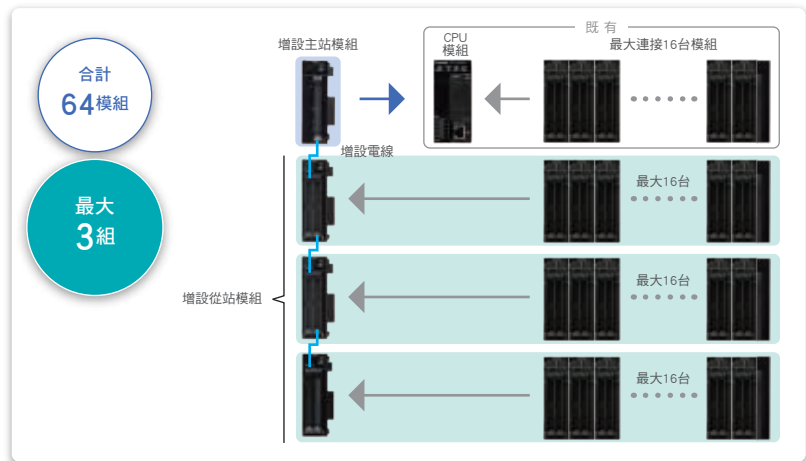 合計
64模組
最大
3組
增設主站模組
既有
CPU
模組
最大連接16台模組
增設電線
增設從站模組
最大16台
最大16台
最大16台